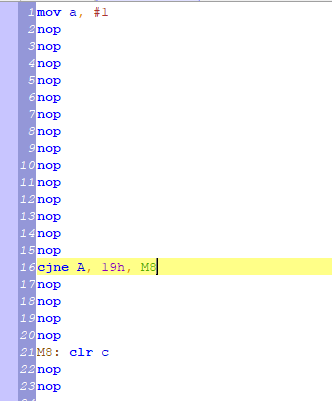 1 mov a, #1
2 nop
3 nop
4 nop
5 nop
6 nop
7 nop
8 nop
9 nop
10 nop
11 nop
12 nop
13 nop
14 nop
15 nop
16 cjne A, 19h, M8
17 nop
18 nop
19 nop
20 nop
21 M8: clr c
22 nop
23 nop